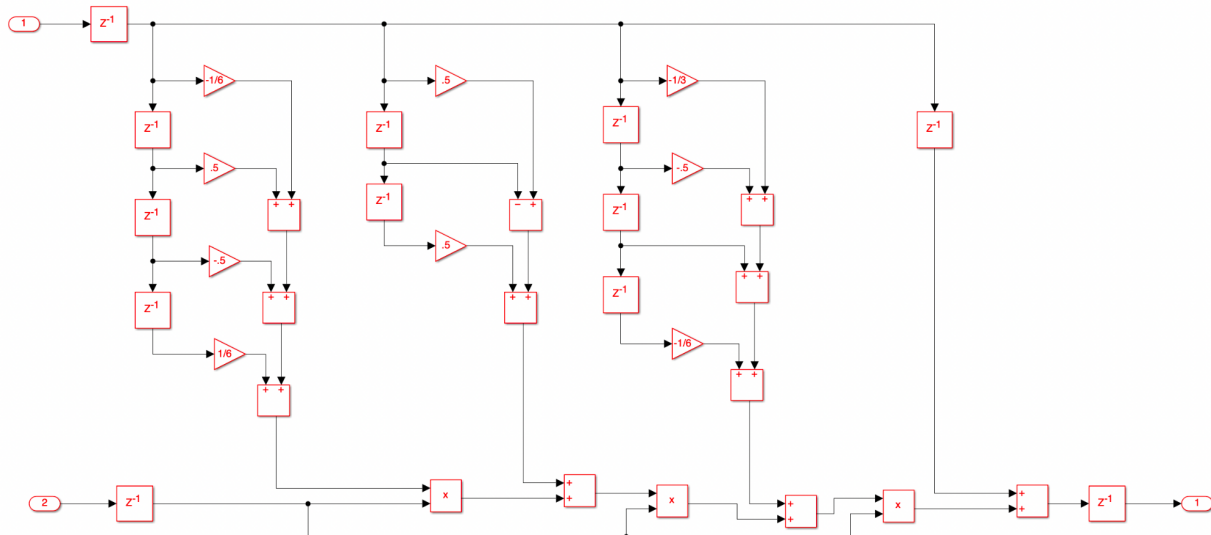 1
z⁻¹
-1/6
.5
-1/3
z⁻¹
z⁻¹
z⁻¹
z⁻¹
.5
-.5
z⁻¹
z⁻¹
z⁻¹
+ +
− +
+ +
-.5
.5
+ +
+ +
+ +
z⁻¹
z⁻¹
1/6
-1/6
+ +
+ +
2
z⁻¹
x
+
+
x
+
+
x
+
+
z⁻¹
1